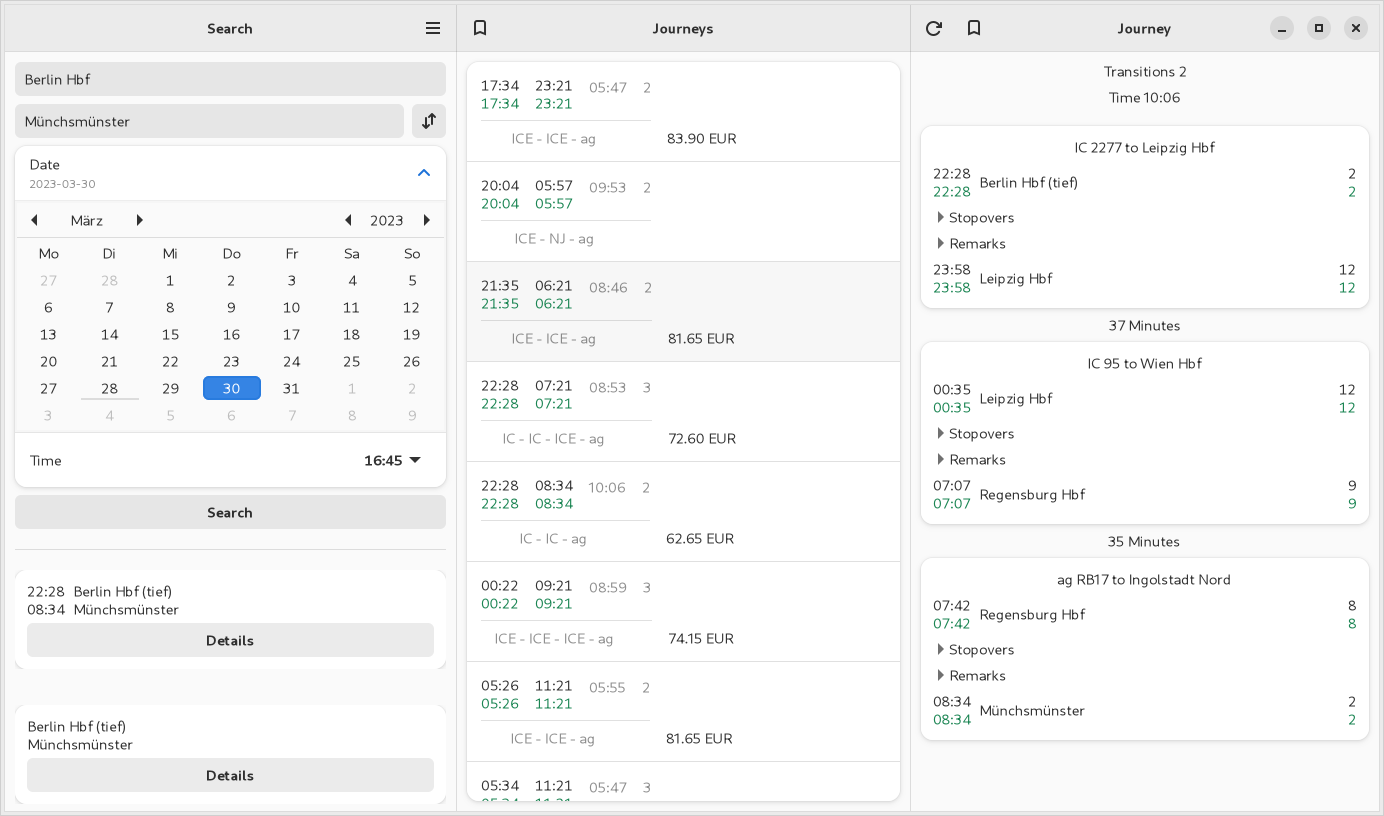 Search
Berlin Hbf
Münchsmünster
Date
2023-03-30
März 2023
Mo Di Mi Do Fr Sa So
27 28 1 2 3 4 5
6 7 8 9 10 11 12
13 14 15 16 17 18 19
20 21 22 23 24 25 26
27 28 29 30 31 1 2
3 4 5 6 7 8 9
Time 16:45
Search
22:28 Berlin Hbf (tief)
08:34 Münchsmünster
Details
Berlin Hbf (tief)
Münchsmünster
Details
Journeys
17:34 23:21 05:47 2
17:34 23:21
ICE - ICE - ag 83.90 EUR
20:04 05:57 09:53 2
20:04 05:57
ICE - NJ - ag
21:35 06:21 08:46 2
21:35 06:21
ICE - ICE - ag 81.65 EUR
22:28 07:21 08:53 3
22:28 07:21
IC - IC - ICE - ag 72.60 EUR
22:28 08:34 10:06 2
22:28 08:34
IC - IC - ag 62.65 EUR
00:22 09:21 08:59 3
00:22 09:21
ICE - ICE - ICE - ag 74.15 EUR
05:26 11:21 05:55 2
05:26 11:21
ICE - ICE - ag 81.65 EUR
05:34 11:21 05:47 3
05:34 11:21
Journey
Transitions 2
Time 10:06
IC 2277 to Leipzig Hbf
22:28 Berlin Hbf (tief) 2
22:28 2
Stopovers
Remarks
23:58 Leipzig Hbf 12
23:58 12
37 Minutes
IC 95 to Wien Hbf
00:35 Leipzig Hbf 12
00:35 12
Stopovers
Remarks
07:07 Regensburg Hbf 9
07:07 9
35 Minutes
ag RB17 to Ingolstadt Nord
07:42 Regensburg Hbf 8
07:42 8
Stopovers
Remarks
08:34 Münchsmünster 2
08:34 2